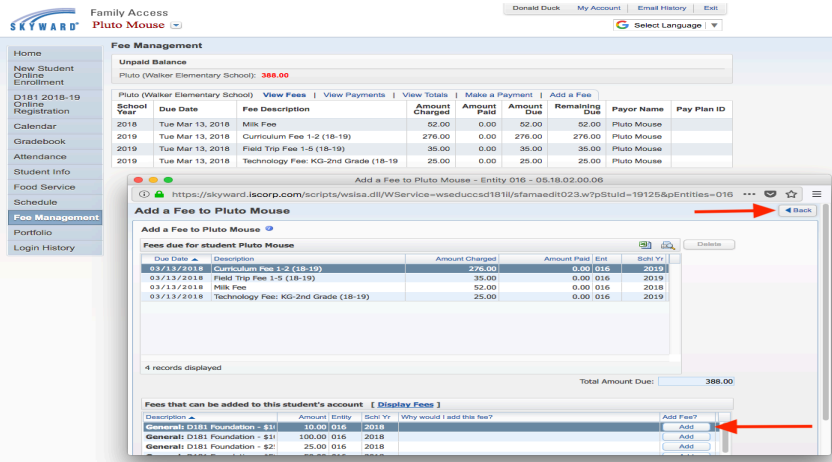 Donald Duck My Account Email History Exit
Family Access
SKYWARD Pluto Mouse
Select Language
Home
New Student
Online
Enrollment
D181 2018-19
Online
Registration
Calendar
Gradebook
Attendance
Student Info
Food Service
Schedule
Fee Management
Portfolio
Login History
Fee Management
Unpaid Balance
Pluto (Walker Elementary School): 388.00
Pluto (Walker Elementary School) View Fees | View Payments | View Totals | Make a Payment | Add a Fee
School Year Due Date Fee Description Amount Charged Amount Paid Amount Due Remaining Due Payor Name Pay Plan ID
2018 Tue Mar 13, 2018 Milk Fee 52.00 0.00 52.00 52.00 Pluto Mouse
2019 Tue Mar 13, 2018 Curriculum Fee 1-2 (18-19) 276.00 0.00 276.00 276.00 Pluto Mouse
2019 Tue Mar 13, 2018 Field Trip Fee 1-5 (18-19) 35.00 0.00 35.00 35.00 Pluto Mouse
2019 Tue Mar 13, 2018 Technology Fee: KG-2nd Grade (18-19 25.00 0.00 25.00 25.00 Pluto Mouse
Add a Fee to Pluto Mouse - Entity 016 - 05.18.02.00.06
https://skyward.iscorp.com/scripts/wsisa.dll/WService=wseduccsd181il/sfamaedit023.w?pStuId=19125&pEntities=016
Add a Fee to Pluto Mouse Back
Add a Fee to Pluto Mouse
Fees due for student Pluto Mouse Delete
Due Date Description Amount Charged Amount Paid Ent Schl Yr
03/13/2018 Curriculum Fee 1-2 (18-19) 276.00 0.00 016 2019
03/13/2018 Field Trip Fee 1-5 (18-19) 35.00 0.00 016 2019
03/13/2018 Milk Fee 52.00 0.00 016 2018
03/13/2018 Technology Fee: KG-2nd Grade (18-19) 25.00 0.00 016 2019
4 records displayed
Total Amount Due: 388.00
Fees that can be added to this student's account [ Display Fees ]
Description Amount Entity Schl Yr Why would I add this fee? Add Fee?
General: D181 Foundation - $1 10.00 016 2018 Add
General: D181 Foundation - $1 100.00 016 2018 Add
General: D181 Foundation - $2 25.00 016 2018 Add